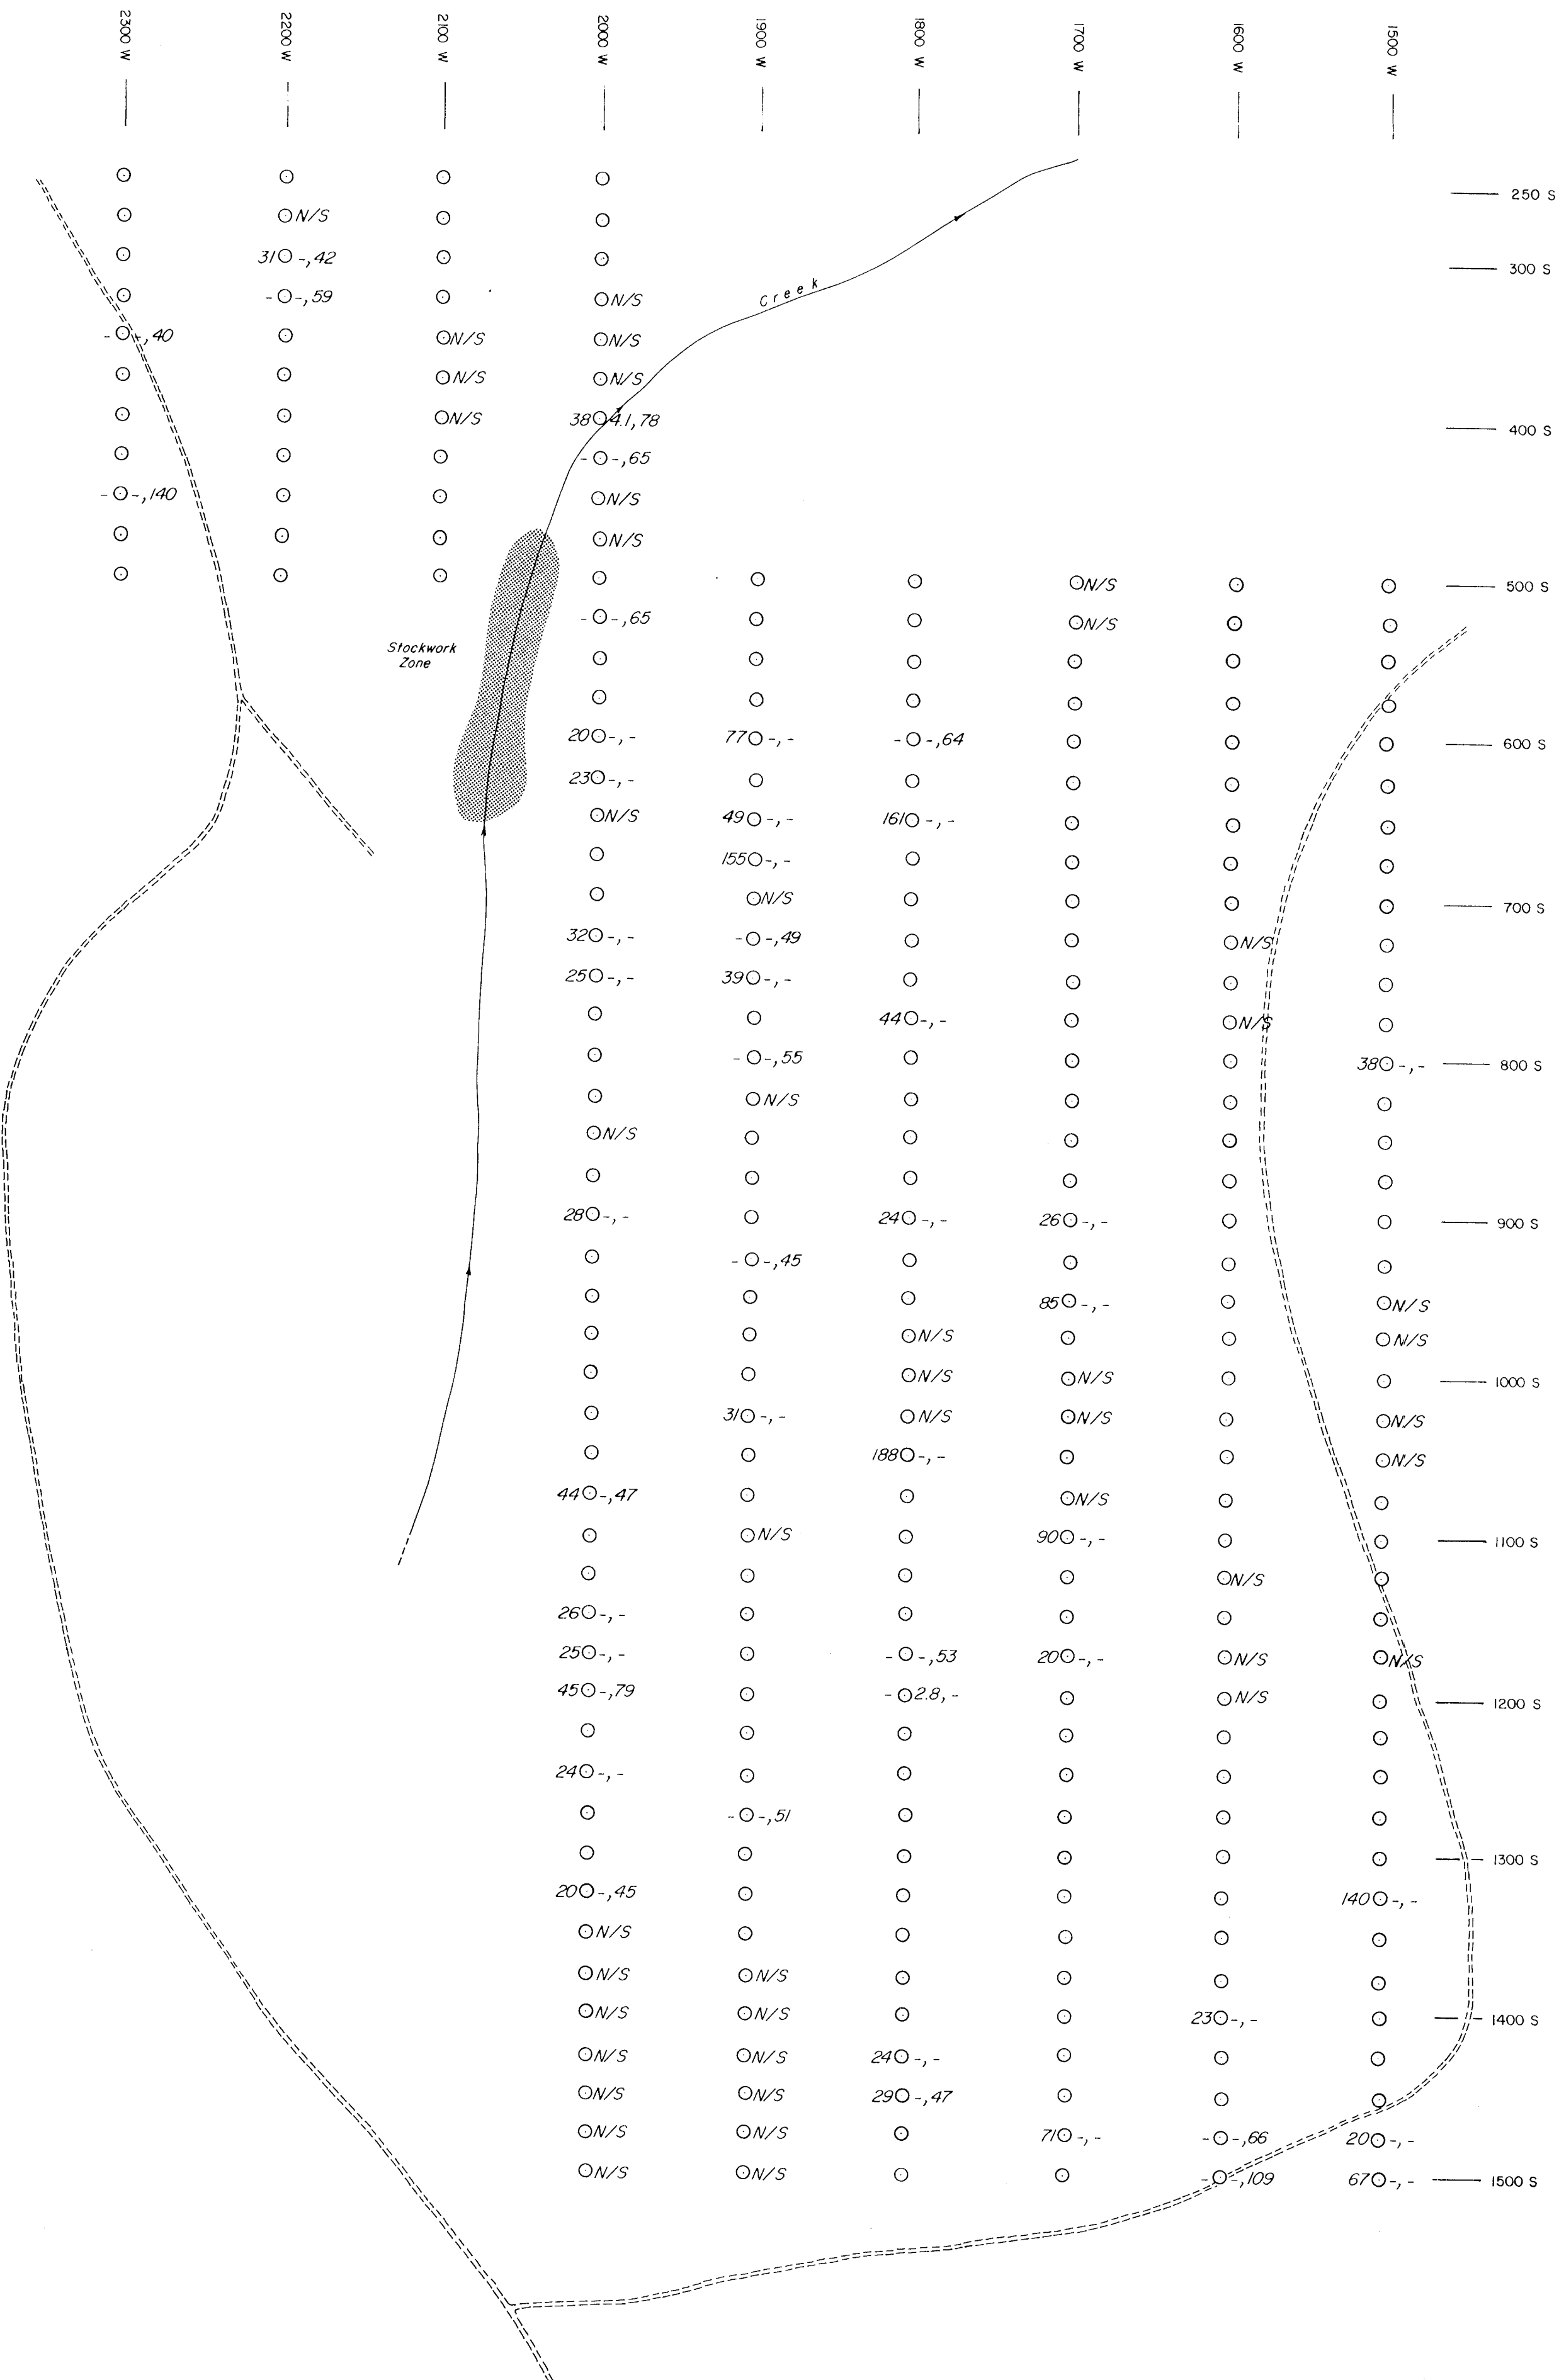 2300 W
2200 W
2100 W
2000 W
1900 W
1800 W
1700 W
1600 W
1500 W
250 S
N/S
31 -,42
300 S
- -,59
N/S
Creek
- -,40
N/S
N/S
N/S
N/S
N/S
38 4.1,78
400 S
- -,65
- -,140
N/S
N/S
N/S
500 S
- -,65
N/S
Stockwork
Zone
20 -,-
77 -,-
- -,64
600 S
23 -,-
N/S
49 -,-
161 -,-
155 -,-
N/S
700 S
32 -,-
- -,49
N/S
25 -,-
39 -,-
44 -,-
N/S
- -,55
38 -,-
800 S
N/S
N/S
28 -,-
24 -,-
26 -,-
900 S
- -,45
85 -,-
N/S
N/S
N/S
N/S
N/S
1000 S
31 -,-
N/S
N/S
N/S
188 -,-
N/S
44 -,47
N/S
N/S
90 -,-
1100 S
N/S
26 -,-
25 -,-
- -,53
20 -,-
N/S
N/S
45 -,79
- 2.8,-
N/S
1200 S
24 -,-
- -,51
1300 S
20 -,45
140 -,-
N/S
N/S
N/S
N/S
N/S
23 -,-
1400 S
N/S
N/S
24 -,-
N/S
N/S
29 -,47
N/S
N/S
71 -,-
- -,66
20 -,-
N/S
N/S
- -,109
67 -,-
1500 S